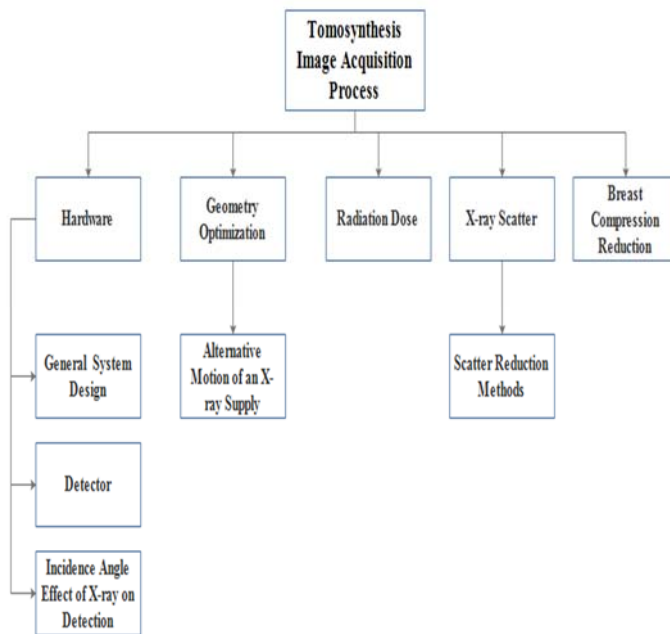 Tomosynthesis
Image Acquisition
Process
Hardware
Geometry
Optimization
Radiation Dose
X-ray Scatter
Breast
Compression
Reduction
General System
Design
Alternative
Motion of an X-
ray Supply
Scatter Reduction
Methods
Detector
Incidence Angle
Effect of X-ray on
Detection